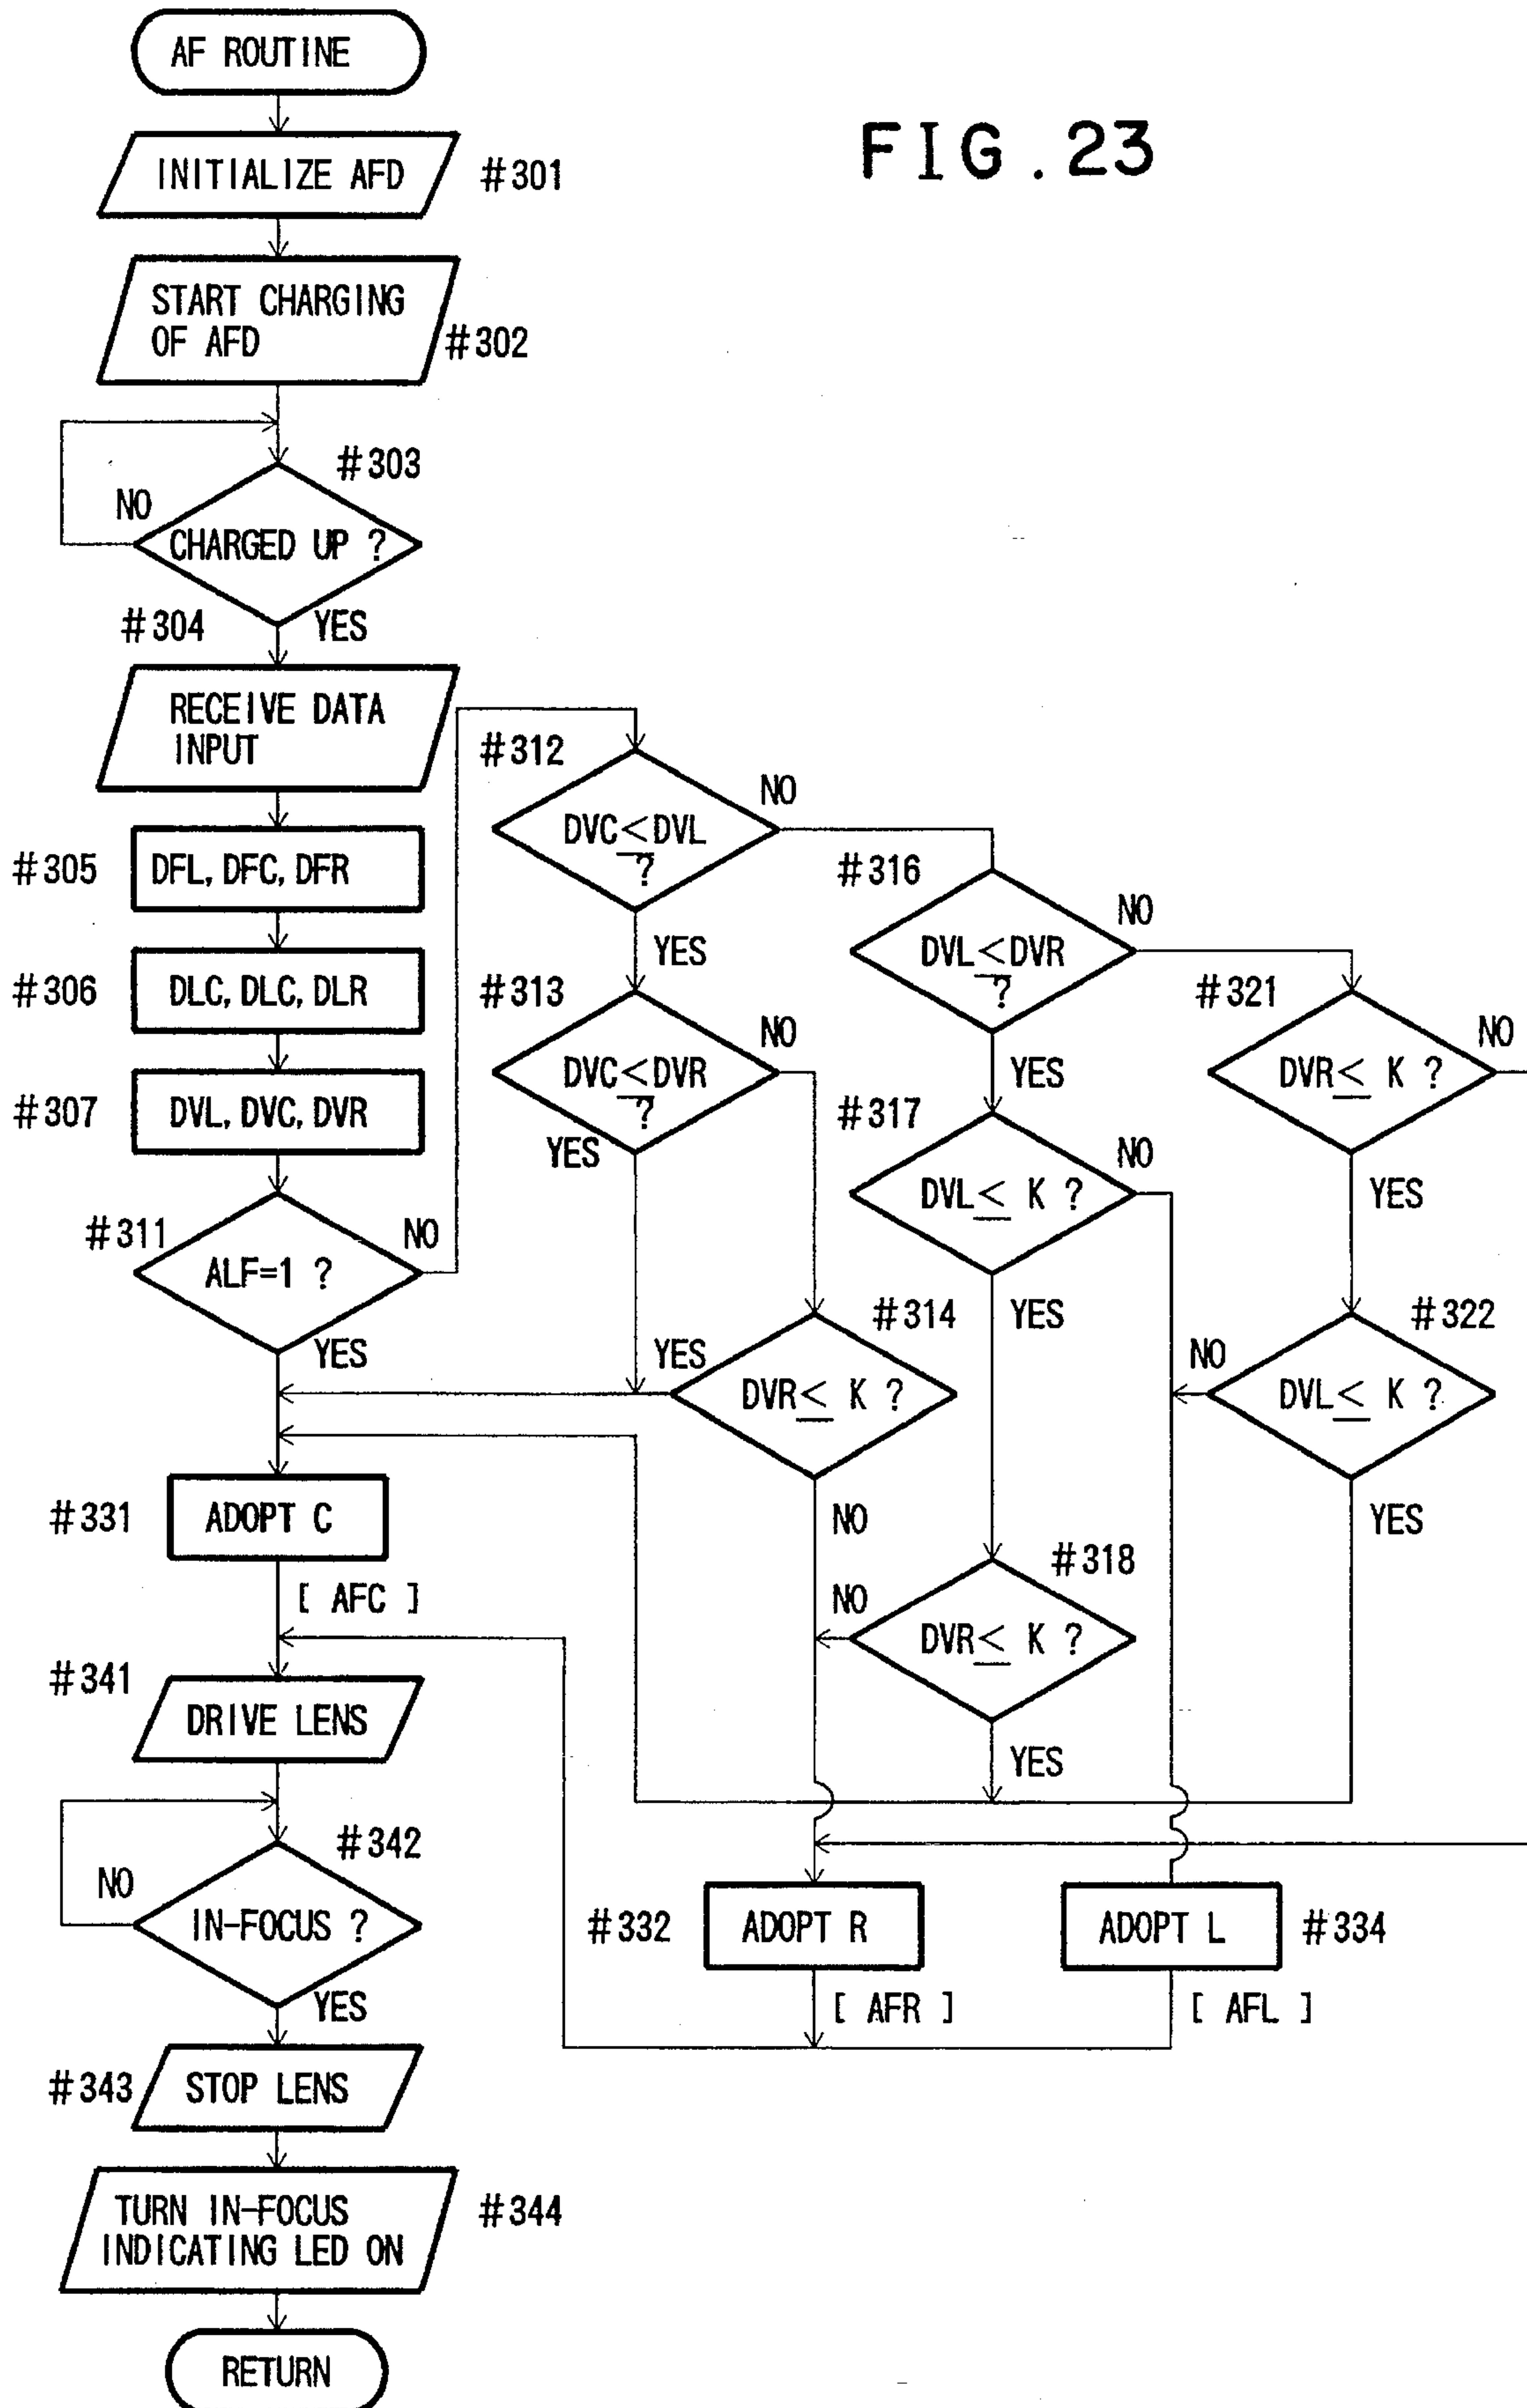 AF ROUTINE
FIG. 23
INITIALIZE AFD
#301
START CHARGING
OF AFD
#302
#303
NO
CHARGED UP ?
#304
YES
RECEIVE DATA
INPUT
#305
DFL, DFC, DFR
#306
DLC, DLC, DLR
#307
DVL, DVC, DVR
#311
NO
ALF=1 ?
YES
#312
NO
DVC≤DVL
?
YES
#313
NO
DVC≤DVR
?
YES
#314
YES
DVR≤ K ?
NO
#316
NO
DVL≤DVR
?
YES
#317
NO
DVL≤ K ?
YES
#318
NO
DVR≤ K ?
YES
#321
NO
DVR≤ K ?
YES
#322
NO
DVL≤ K ?
YES
#331
ADOPT C
[ AFC ]
#332
ADOPT R
[ AFR ]
ADOPT L
#334
[ AFL ]
#341
DRIVE LENS
#342
NO
IN-FOCUS ?
YES
#343
STOP LENS
TURN IN-FOCUS
INDICATING LED ON
#344
RETURN